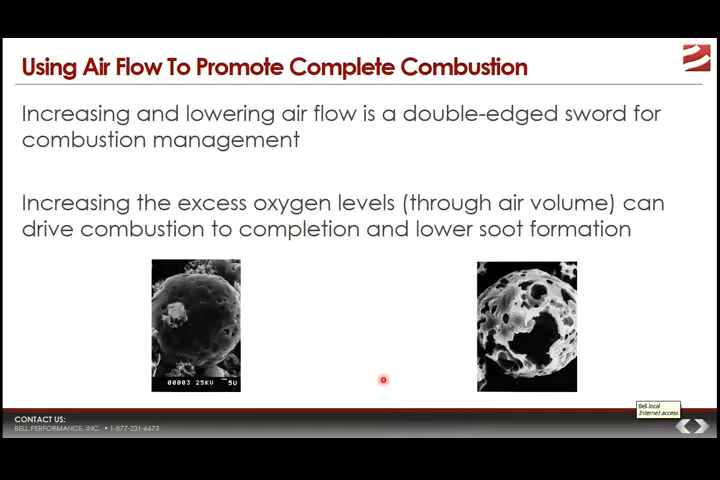 Using Air Flow To Promote Complete Combustion
Increasing and lowering air flow is a double-edged sword for
combustion management
Increasing the excess oxygen levels (through air volume) can
drive combustion to completion and lower soot formation
00003 25KV 5U
Bell.local
Internet access
CONTACT US:
BELL PERFORMANCE, INC. • 1-877-231-6673